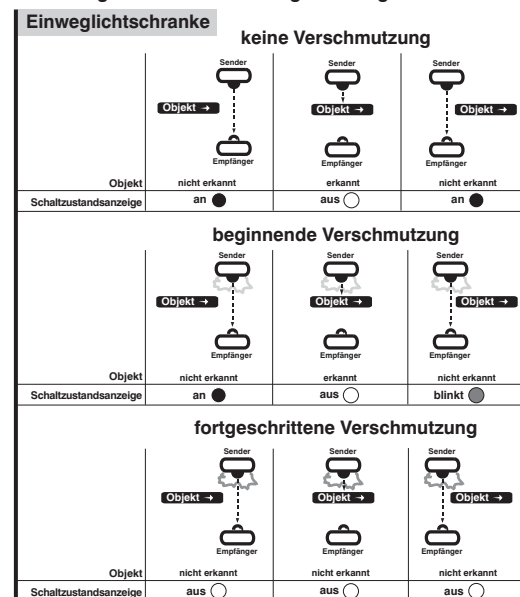 Einweglichtschranke
keine Verschmutzung
Sender Sender Sender
Objekt → Objekt → Objekt →
Empfänger Empfänger Empfänger
Objekt nicht erkannt erkannt nicht erkannt
Schaltzustandsanzeige an aus an
beginnende Verschmutzung
Sender Sender Sender
Objekt → Objekt → Objekt →
Empfänger Empfänger Empfänger
Objekt nicht erkannt erkannt nicht erkannt
Schaltzustandsanzeige an aus blinkt
fortgeschrittene Verschmutzung
Sender Sender Sender
Objekt → Objekt → Objekt →
Empfänger Empfänger Empfänger
Objekt nicht erkannt nicht erkannt nicht erkannt
Schaltzustandsanzeige aus aus aus